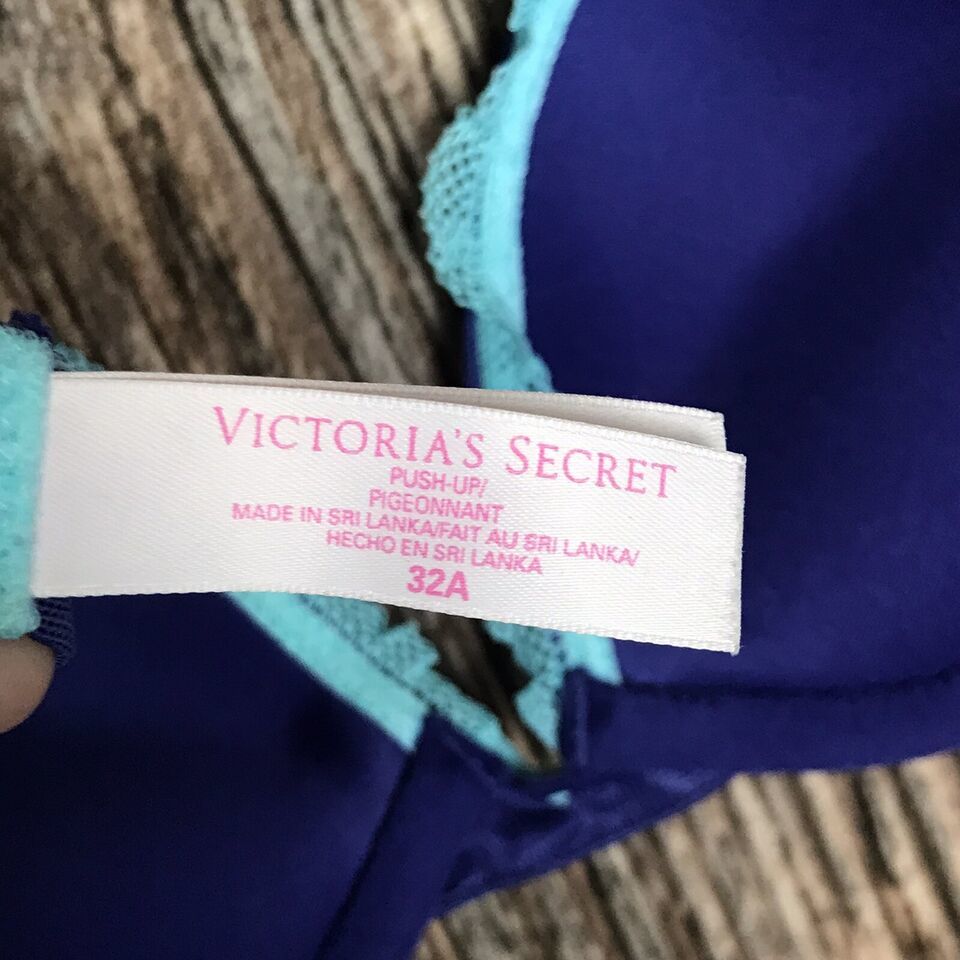 VICTORIA'S SECRET
PUSH-UP/
PIGEONNANT
MADE IN SRI LANKA/FAIT AU SRI LANKA/
HECHO EN SRI LANKA
32A